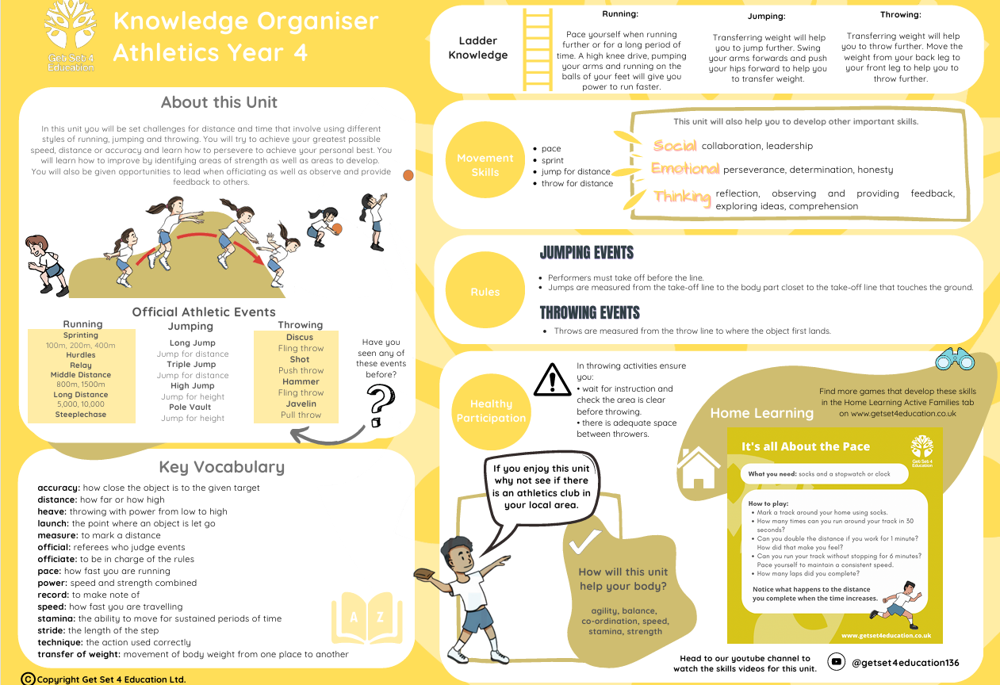 Knowledge Organiser
Athletics Year 4
Get Set 4
Education
Ladder
Knowledge
Running:
Pace yourself when running
further or for a long period of
time. A high knee drive, pumping
your arms and running on the
balls of your feet will give you
power to run faster.
Jumping:
Transferring weight will help
you to jump further. Swing
your arms forwards and push
your hips forward to help you
to transfer weight.
Throwing:
Transferring weight will help
you to throw further. Move the
weight from your back leg to
your front leg to help you to
throw further.
About this Unit
In this unit you will be set challenges for distance and time that involve using different
styles of running, jumping and throwing. You will try to achieve your greatest possible
speed, distance or accuracy and learn how to persevere to achieve your personal best. You
will learn how to improve by identifying areas of strength as well as areas to develop.
You will also be given opportunities to lead when officiating as well as observe and provide
feedback to others.
Official Athletic Events
Running
Sprinting
100m, 200m, 400m
Hurdles
Relay
Middle Distance
800m, 1500m
Long Distance
5,000, 10,000
Steeplechase
Jumping
Long Jump
Jump for distance
Triple Jump
Jump for distance
High Jump
Jump for height
Pole Vault
Jump for height
Throwing
Discus
Fling throw
Shot
Push throw
Hammer
Fling throw
Javelin
Pull throw
Have you
seen any of
these events
before?
?
Key Vocabulary
accuracy: how close the object is to the given target
distance: how far or how high
heave: throwing with power from low to high
launch: the point where an object is let go
measure: to mark a distance
official: referees who judge events
officiate: to be in charge of the rules
pace: how fast you are running
power: speed and strength combined
record: to make note of
speed: how fast you are travelling
stamina: the ability to move for sustained periods of time
stride: the length of the step
technique: the action used correctly
transfer of weight: movement of body weight from one place to another
A Z
© Copyright Get Set 4 Education Ltd.
Movement
Skills
• pace
• sprint
• jump for distance
• throw for distance
This unit will also help you to develop other important skills.
Social collaboration, leadership
Emotional perseverance, determination, honesty
Thinking reflection, observing and providing feedback,
exploring ideas, comprehension
Rules
JUMPING EVENTS
• Performers must take off before the line.
• Jumps are measured from the take-off line to the body part closet to the take-off line that touches the ground.
THROWING EVENTS
• Throws are measured from the throw line to where the object first lands.
Healthy
Participation
!
In throwing activities ensure
you:
• wait for instruction and
check the area is clear
before throwing.
• there is adequate space
between throwers.
If you enjoy this unit
why not see if there
is an athletics club in
your local area.
How will this unit
help your body?
agility, balance,
co-ordination, speed,
stamina, strength
Home Learning
Find more games that develop these skills
in the Home Learning Active Families tab
on www.getset4education.co.uk
It's all About the Pace
Get Set 4
Education
What you need: socks and a stopwatch or clock
How to play:
• Mark a track around your home using socks.
• How many times can you run around your track in 30
seconds?
• Can you double the distance if you work for 1 minute?
How did that make you feel?
• Can you run your track without stopping for 6 minutes?
Pace yourself to maintain a consistent speed.
• How many laps did you complete?
Notice what happens to the distance
you complete when the time increases.
www.getset4education.co.uk
Head to our youtube channel to
watch the skills videos for this unit.
@getset4education136